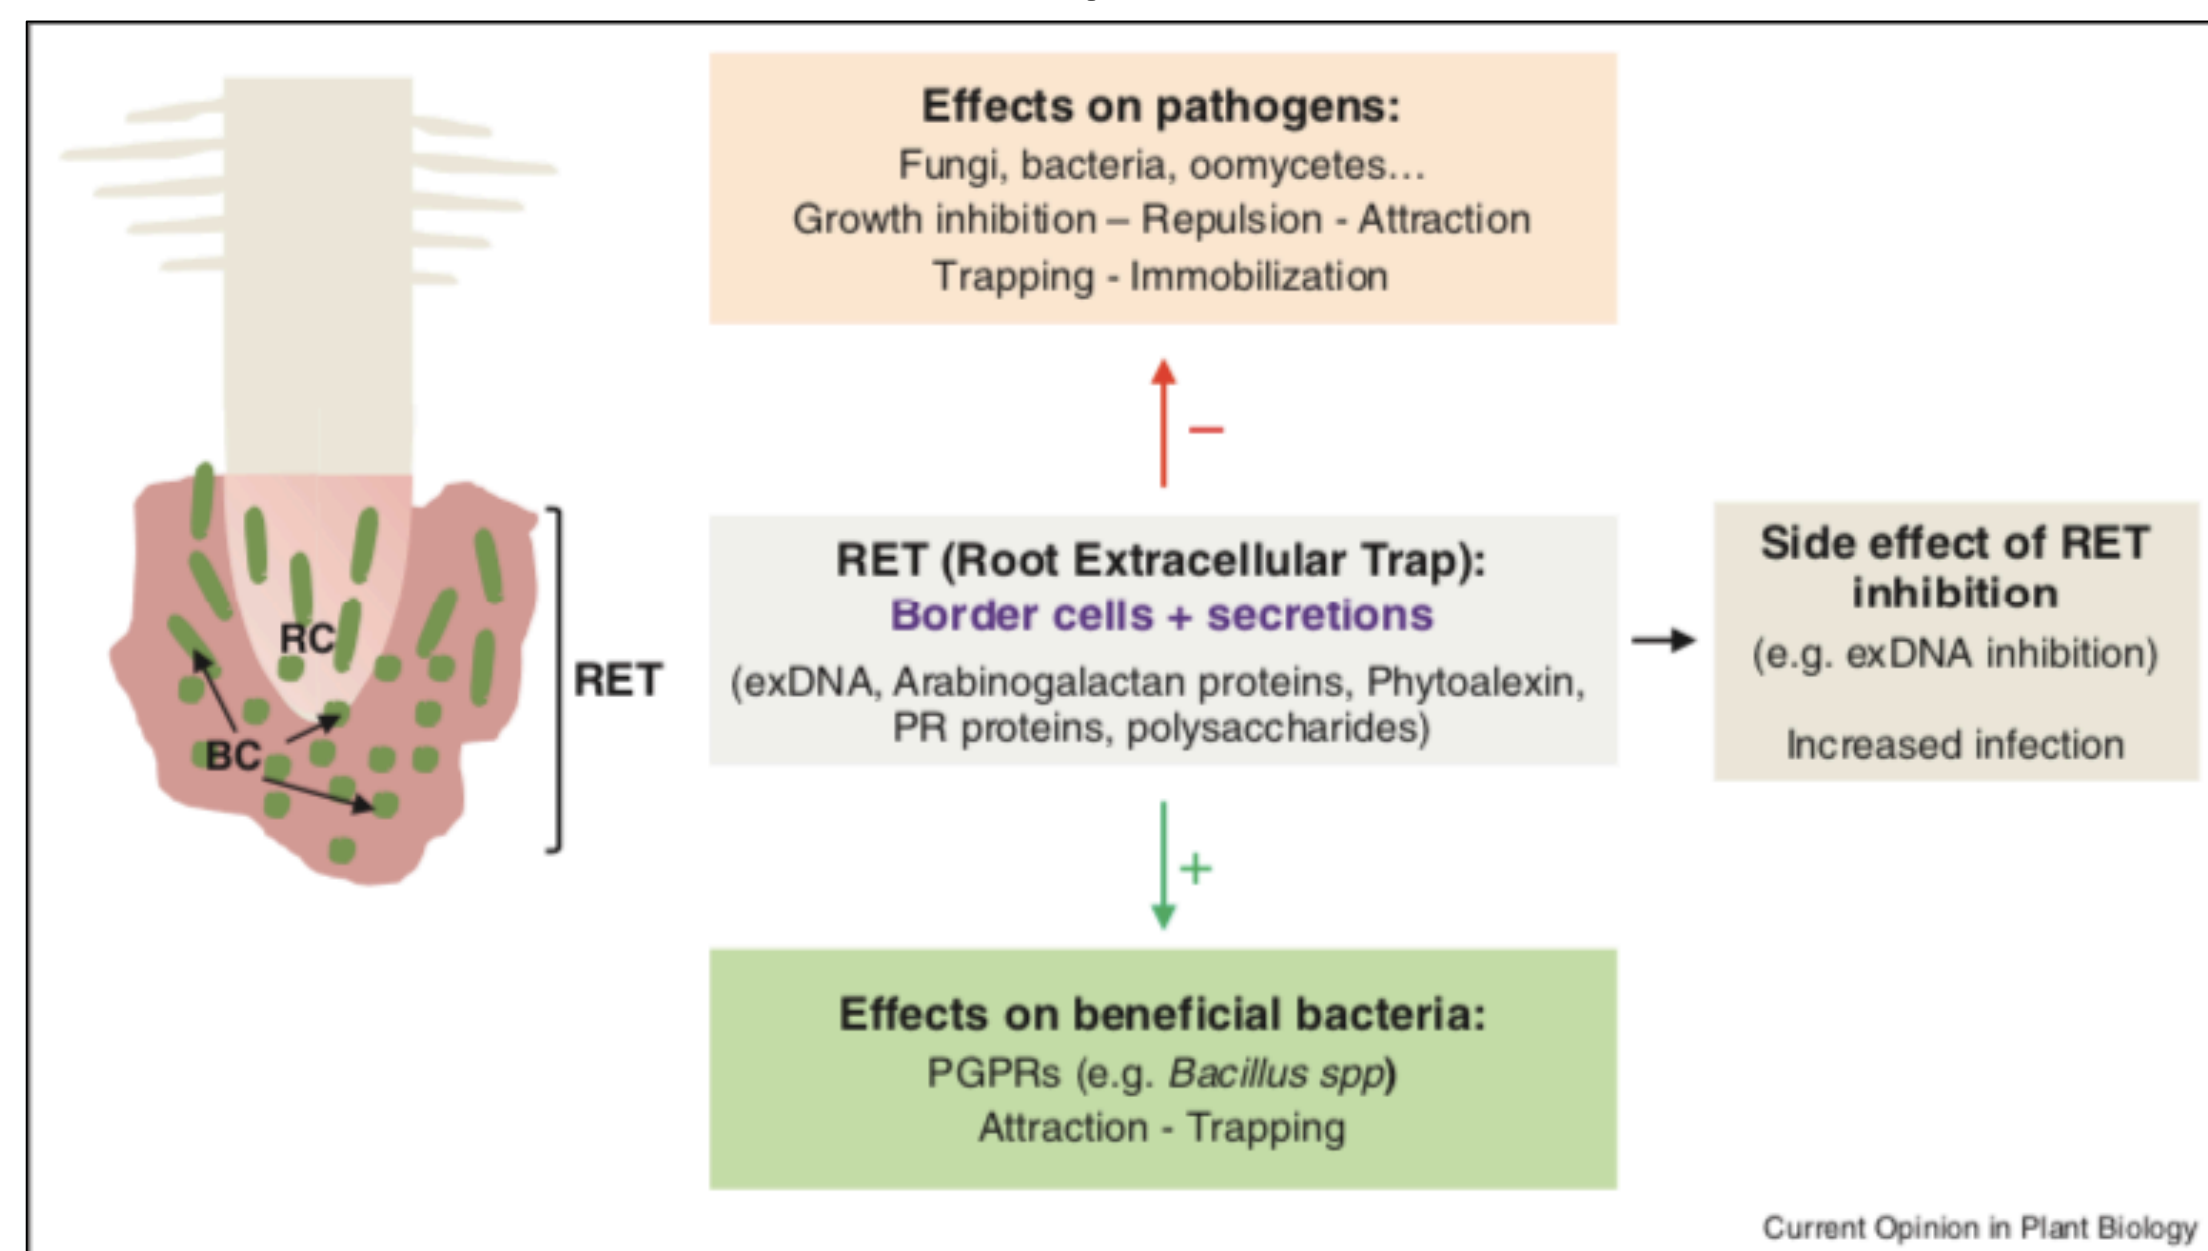 Effects on pathogens:
Fungi, bacteria, oomycetes...
Growth inhibition – Repulsion - Attraction
Trapping - Immobilization
–
RC
BC
RET
RET (Root Extracellular Trap):
Border cells + secretions
(exDNA, Arabinogalactan proteins, Phytoalexin,
PR proteins, polysaccharides)
Side effect of RET
inhibition
(e.g. exDNA inhibition)
Increased infection
+
Effects on beneficial bacteria:
PGPRs (e.g. Bacillus spp)
Attraction - Trapping
Current Opinion in Plant Biology